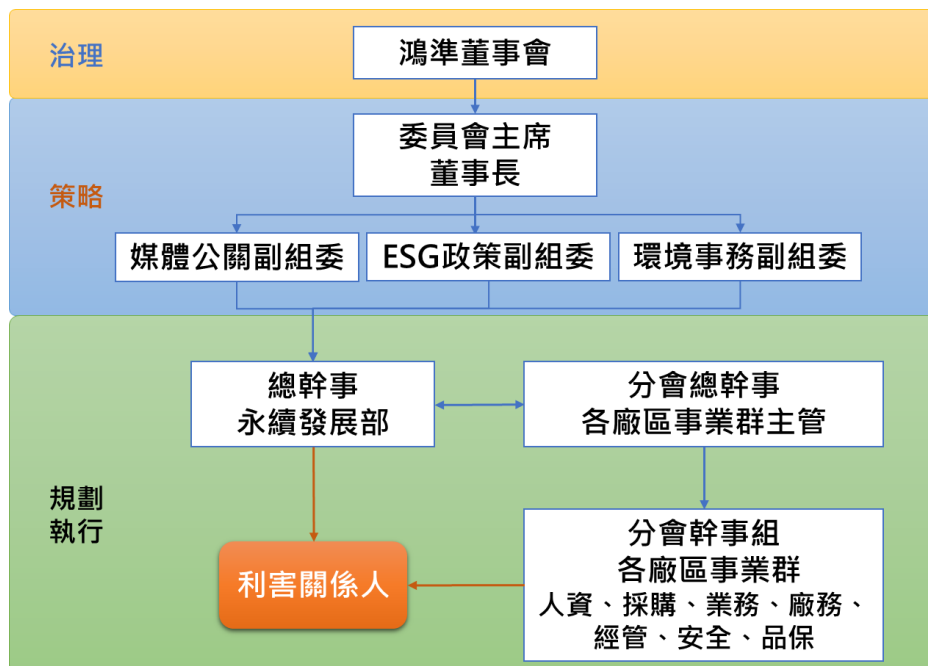 治理
鴻準董事會
委員會主席
董事長
策略
媒體公關副組委
ESG政策副組委
環境事務副組委
總幹事
永續發展部
分會總幹事
各廠區事業群主管
規劃
執行
利害關係人
分會幹事組
各廠區事業群
人資、採購、業務、廠務、
經管、安全、品保